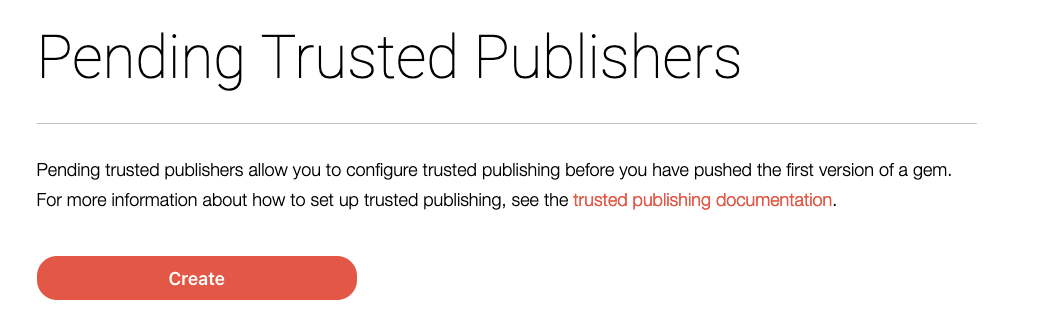 Pending Trusted Publishers
Pending trusted publishers allow you to configure trusted publishing before you have pushed the first version of a gem.
For more information about how to set up trusted publishing, see the trusted publishing documentation.
Create